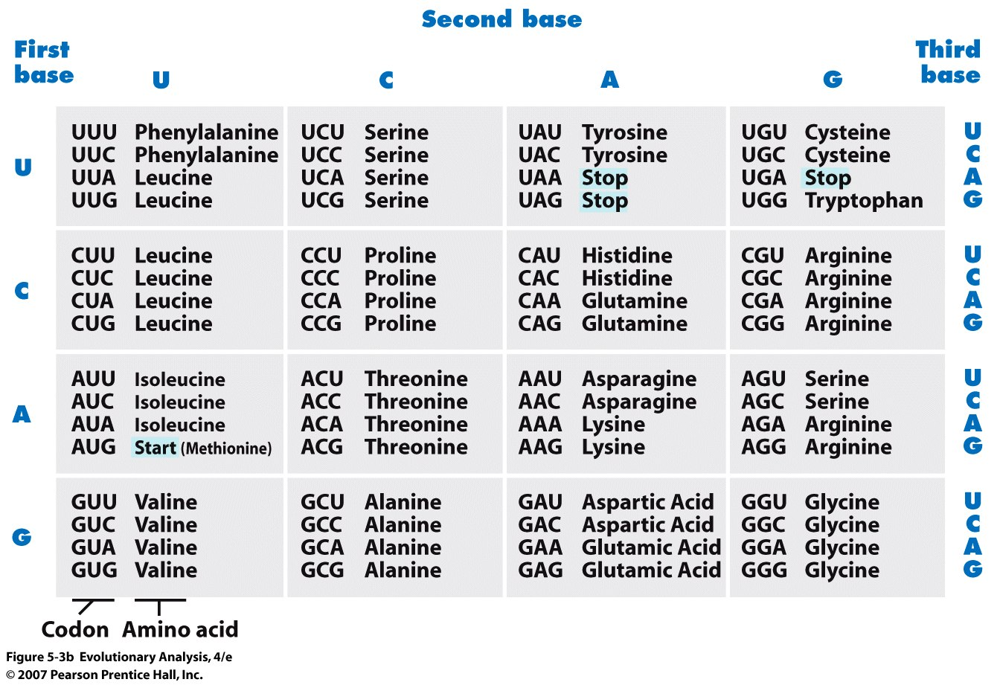 Second base
First base
Third base
U C A G
U
UUU Phenylalanine UCU Serine UAU Tyrosine UGU Cysteine U
UUC Phenylalanine UCC Serine UAC Tyrosine UGC Cysteine C
UUA Leucine UCA Serine UAA Stop UGA Stop A
UUG Leucine UCG Serine UAG Stop UGG Tryptophan G
C
CUU Leucine CCU Proline CAU Histidine CGU Arginine U
CUC Leucine CCC Proline CAC Histidine CGC Arginine C
CUA Leucine CCA Proline CAA Glutamine CGA Arginine A
CUG Leucine CCG Proline CAG Glutamine CGG Arginine G
A
AUU Isoleucine ACU Threonine AAU Asparagine AGU Serine U
AUC Isoleucine ACC Threonine AAC Asparagine AGC Serine C
AUA Isoleucine ACA Threonine AAA Lysine AGA Arginine A
AUG Start (Methionine) ACG Threonine AAG Lysine AGG Arginine G
G
GUU Valine GCU Alanine GAU Aspartic Acid GGU Glycine U
GUC Valine GCC Alanine GAC Aspartic Acid GGC Glycine C
GUA Valine GCA Alanine GAA Glutamic Acid GGA Glycine A
GUG Valine GCG Alanine GAG Glutamic Acid GGG Glycine G
Codon Amino acid
Figure 5-3b Evolutionary Analysis, 4/e
© 2007 Pearson Prentice Hall, Inc.